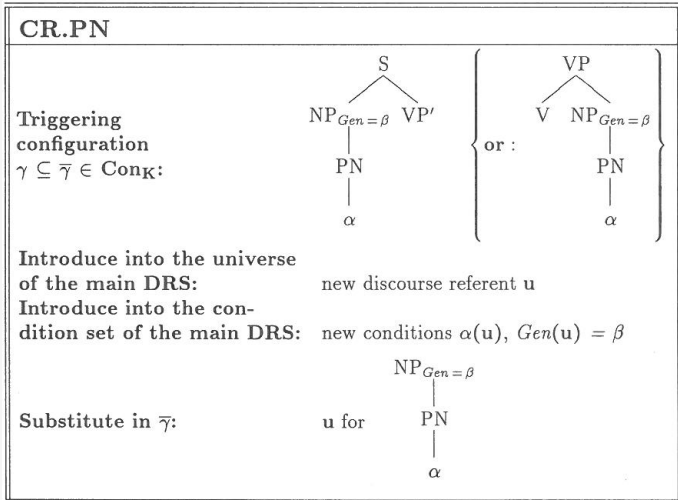 CR.PN
S VP
NP_{Gen = β} VP′ V NP_{Gen = β}
Triggering
configuration or :
γ ⊆ γ̅ ∈ Con_K: PN PN
α α
Introduce into the universe
of the main DRS: new discourse referent u
Introduce into the con-
dition set of the main DRS: new conditions α(u), Gen(u) = β
NP_{Gen = β}
Substitute in γ̅: u for PN
α